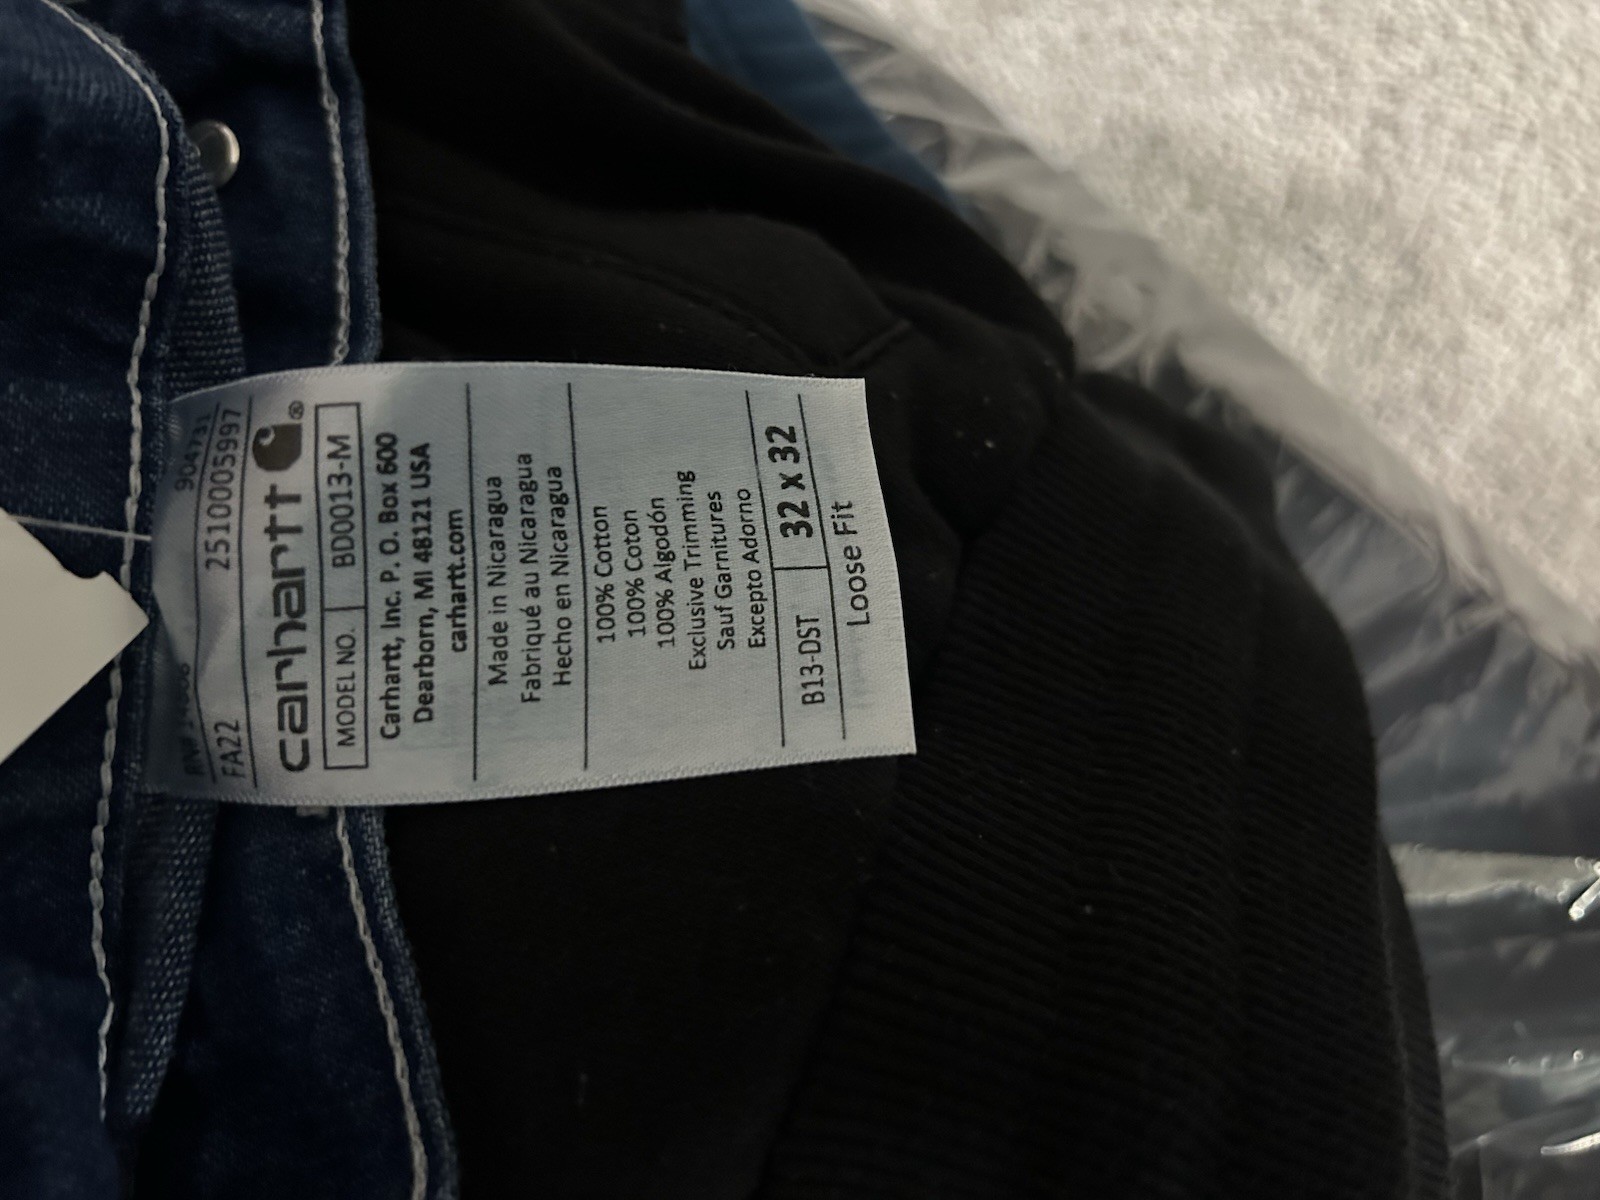 904731
FA22 2510005997
carhartt®
MODEL NO. BD0013-M
Carhartt, Inc. P. O. Box 600
Dearborn, MI 48121 USA
carhartt.com
Made in Nicaragua
Fabriqué au Nicaragua
Hecho en Nicaragua
100% Cotton
100% Coton
100% Algodón
Exclusive Trimming
Sauf Garnitures
Excepto Adorno
B13-DST 32 x 32
Loose Fit